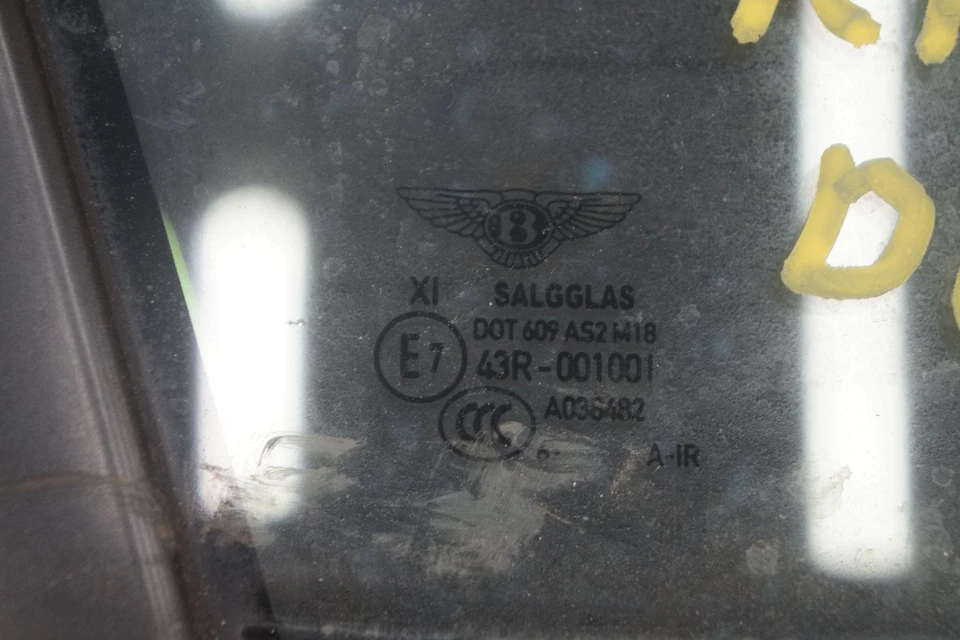 B
XI SALGGLAS
DOT 609 AS2 M18
E7 43R-001001
CCC A036482
A-IR
D